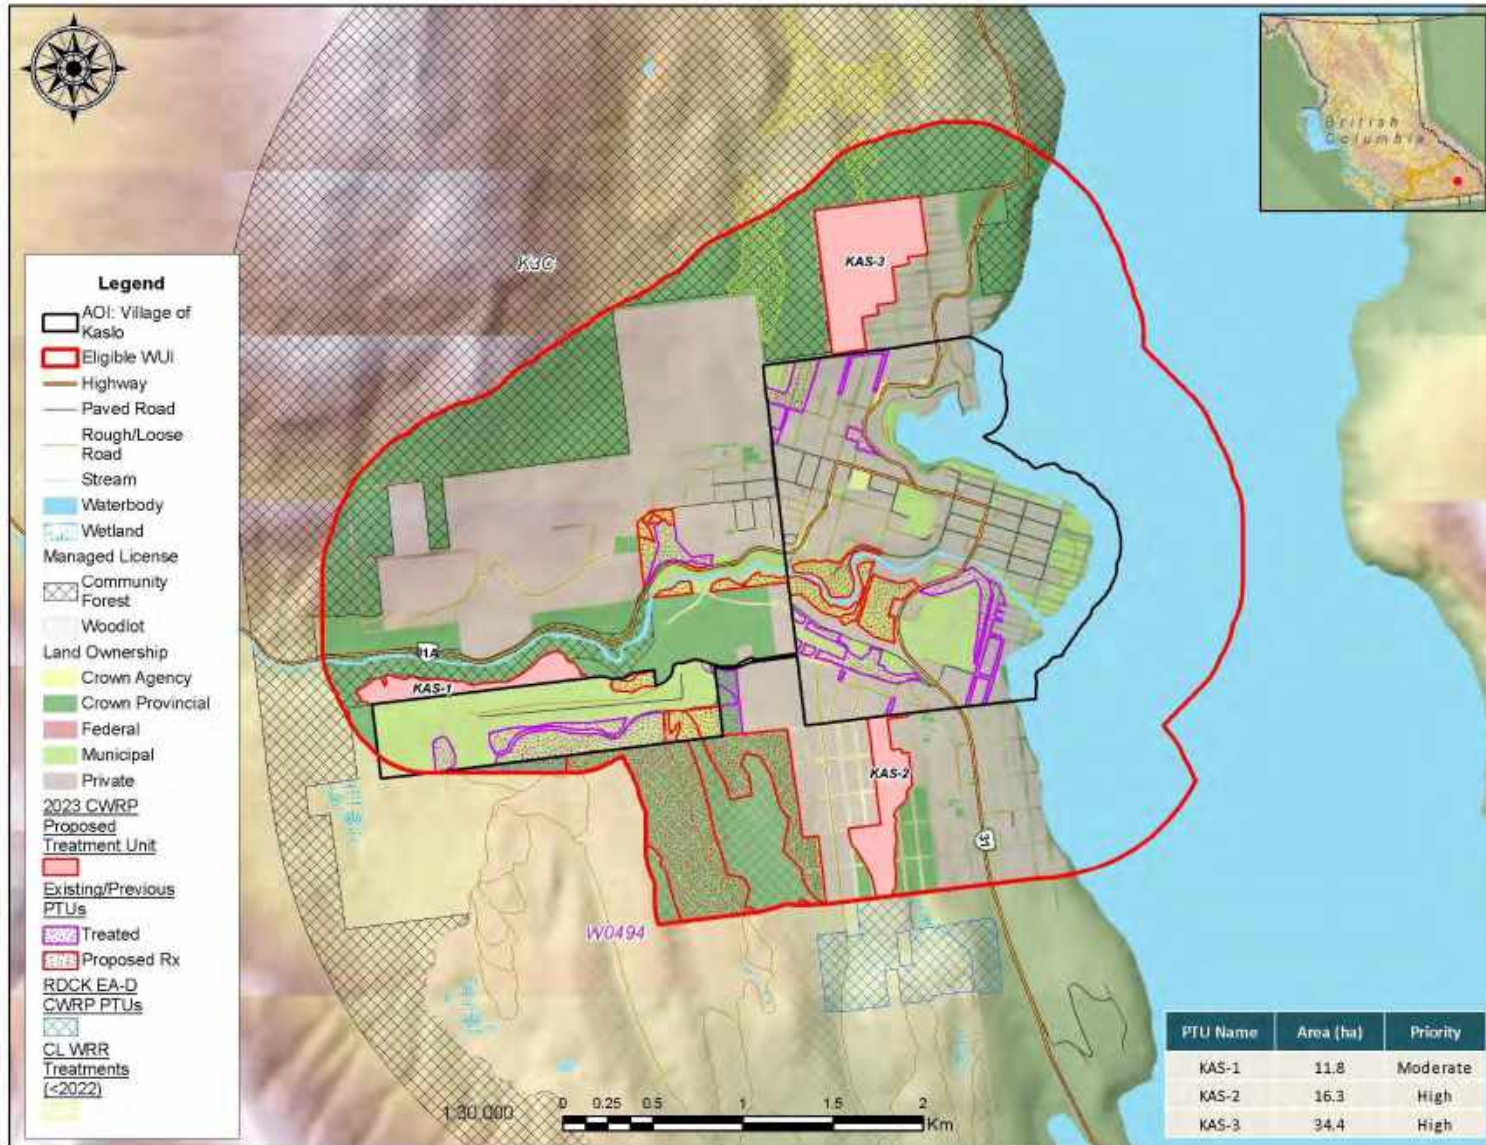 British
Columbia
K3C
KAS-3
Legend
AOI: Village of
Kaslo
Eligible WUI
Highway
Paved Road
Rough/Loose
Road
Stream
Waterbody
Wetland
Managed License
Community
Forest
Woodlot
Land Ownership
Crown Agency
Crown Provincial
Federal
Municipal
Private
2023 CWRP
Proposed
Treatment Unit
Existing/Previous
PTUs
Treated
Proposed Rx
RDCK EA-D
CWRP PTUs
CL WRR
Treatments
(<2022)
31A
KAS-1
KAS-2
31
W0494
1:30,000
0 0.25 0.5 1 1.5 2
Km
PTU Name Area (ha) Priority
KAS-1 11.8 Moderate
KAS-2 16.3 High
KAS-3 34.4 High